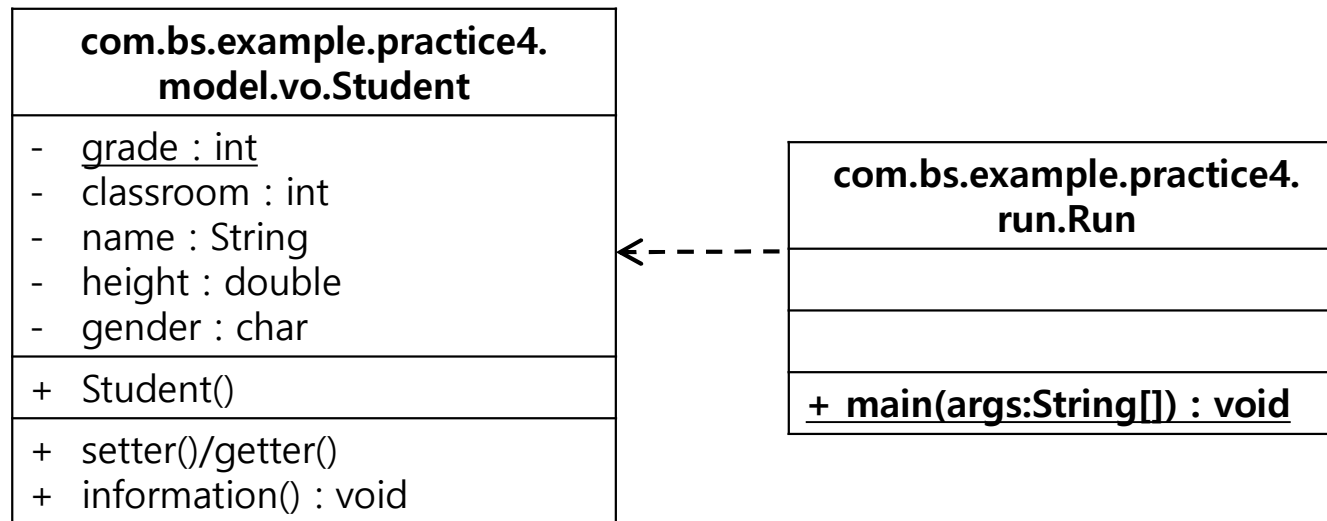 com.bs.example.practice4.
model.vo.Student
- grade : int
- classroom : int
- name : String
- height : double
- gender : char
+ Student()
+ setter()/getter()
+ information() : void
com.bs.example.practice4.
run.Run
+ main(args:String[]) : void